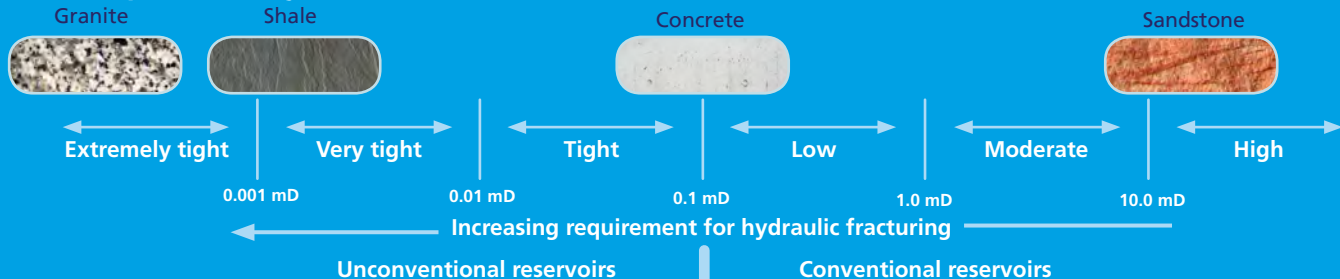 Granite Shale Concrete Sandstone
Extremely tight Very tight Tight Low Moderate High
0.001 mD 0.01 mD 0.1 mD 1.0 mD 10.0 mD
Increasing requirement for hydraulic fracturing
Unconventional reservoirs Conventional reservoirs